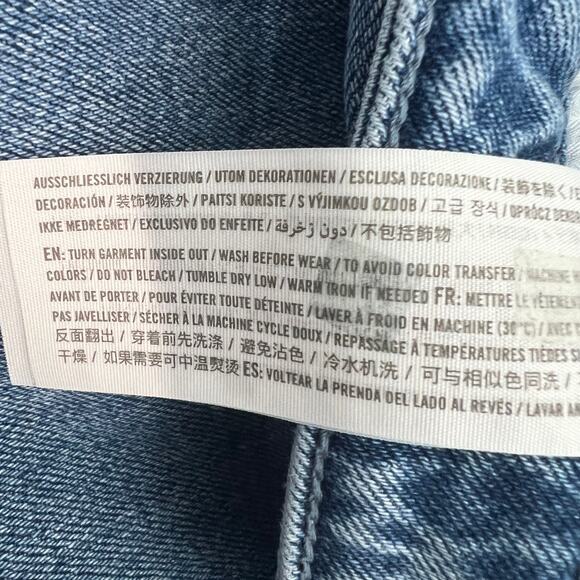 AUSSCHLIESSLICH VERZIERUNG / UTOM DEKORATIONEN / ESCLUSA DECORAZIONE / 装飾を除く /
DECORACIÓN / 装饰物除外 / PAITSI KORISTE / S VÝJIMKOU OZDOB / 고급 장식 / OPRÓCZ
IKKE MEDREGNET / EXCLUSIVO DO ENFEITE / دون زخرفة / 不包括飾物
EN: TURN GARMENT INSIDE OUT / WASH BEFORE WEAR / TO AVOID COLOR TRANSFER / MACHINE
COLORS / DO NOT BLEACH / TUMBLE DRY LOW / WARM IRON IF NEEDED FR: METTRE LE VÊTEMENT
AVANT DE PORTER / POUR ÉVITER TOUTE DÉTEINTE / LAVER À FROID EN MACHINE (30°C) / AVEC
PAS JAVELLISER / SÉCHER À LA MACHINE CYCLE DOUX / REPASSAGE À TEMPÉRATURES TIÈDES
反面翻出 / 穿着前先洗涤 / 避免沾色 / 冷水机洗 / 可与相似色同洗 /
干燥 / 如果需要可中温熨烫 ES: VOLTEAR LA PRENDA DEL LADO AL REVÉS / LAVAR